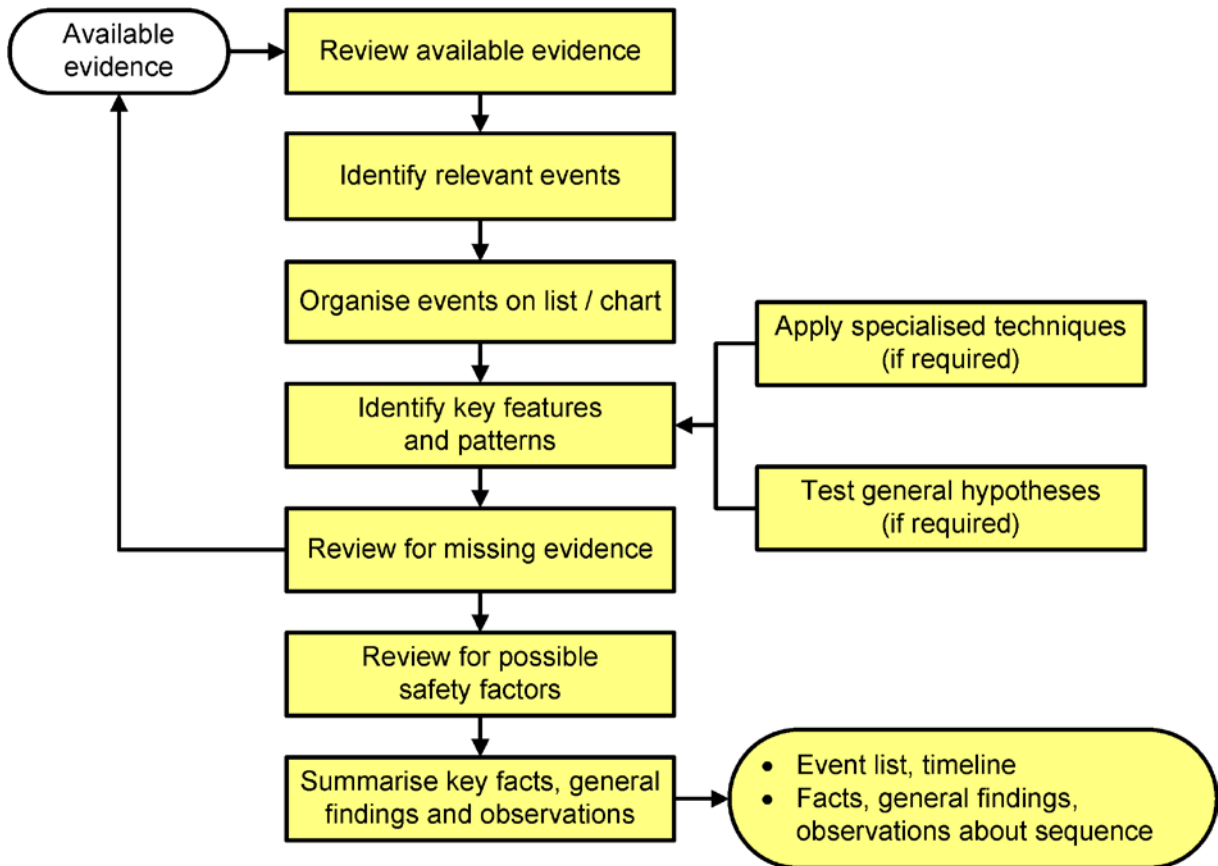 Available
evidence
Review available evidence
Identify relevant events
Organise events on list / chart
Apply specialised techniques
(if required)
Identify key features
and patterns
Test general hypotheses
(if required)
Review for missing evidence
Review for possible
safety factors
Summarise key facts, general
findings and observations
• Event list, timeline
• Facts, general findings,
observations about sequence